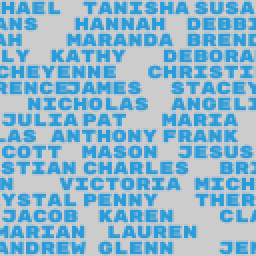 HAEL TANISHA SUSA
ANS HANNAH DEBB
AH MARANDA BREND
LY KATHY DEBORA
CHEYENNE CHRISTI
RENCE JAMES STACEY
NICHOLAS ANGELI
JULIA PAT MARIA
LAS ANTHONY FRANK
COTT MASON JESUS
STIAN CHARLES BRI
N VICTORIA MICH
YSTAL PENNY THER
JACOB KAREN CLA
MARIAN LAUREN
ANDREW GLENN JEN